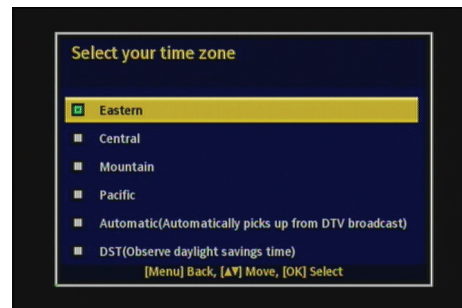 Select your time zone
Eastern
Central
Mountain
Pacific
Automatic(Automatically picks up from DTV broadcast)
DST(Observe daylight savings time)
[Menu] Back, [▲▼] Move, [OK] Select